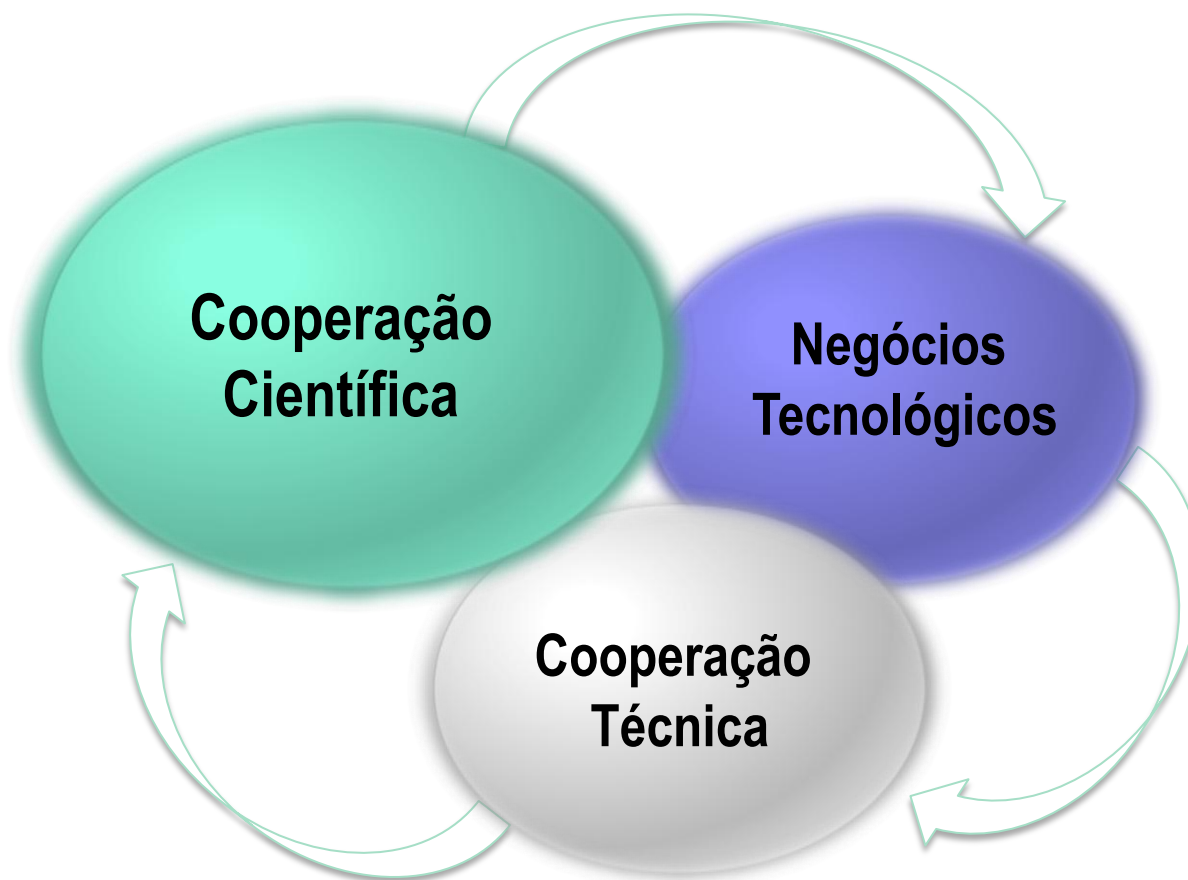 Cooperação
Científica
Negócios
Tecnológicos
Cooperação
Técnica